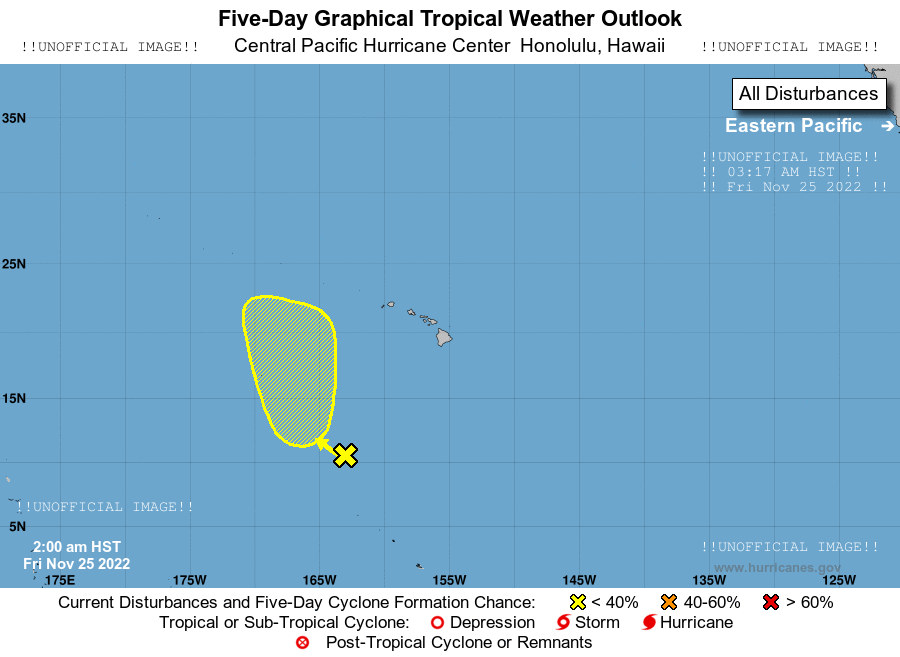 Five-Day Graphical Tropical Weather Outlook
!!UNOFFICIAL IMAGE!! Central Pacific Hurricane Center Honolulu, Hawaii !!UNOFFICIAL IMAGE!!
All Disturbances
35N
Eastern Pacific
!!UNOFFICIAL IMAGE!!
!! 03:17 AM HST !!
!! Fri Nov 25 2022 !!
25N
15N
!!UNOFFICIAL IMAGE!!
5N
2:00 am HST
Fri Nov 25 2022
!!UNOFFICIAL IMAGE!!
www.hurricanes.gov
175E 175W 165W 155W 145W 135W 125W
Current Disturbances and Five-Day Cyclone Formation Chance: < 40% 40-60% > 60%
Tropical or Sub-Tropical Cyclone: Depression Storm Hurricane
Post-Tropical Cyclone or Remnants